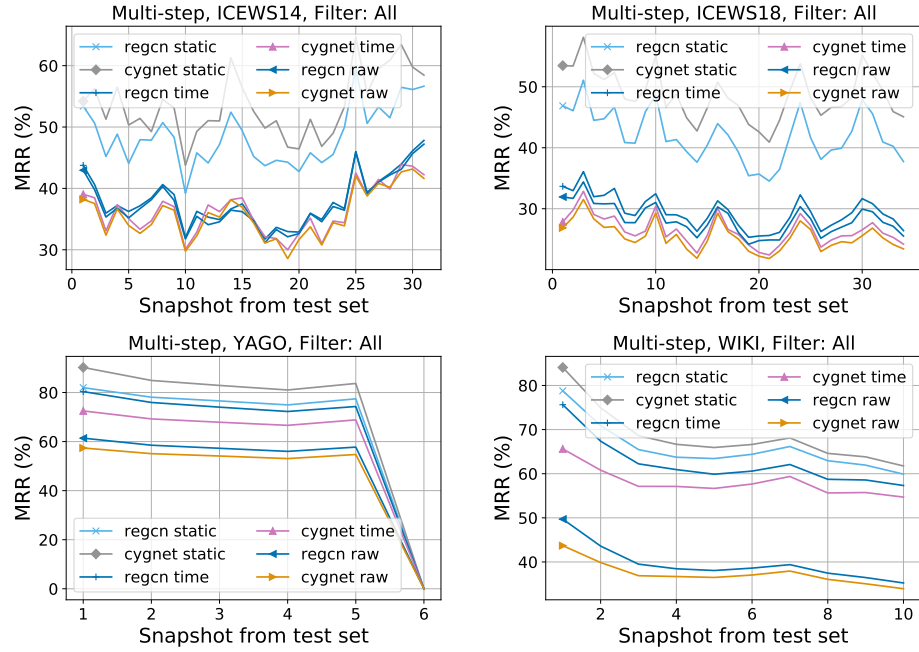 Multi-step, ICEWS14, Filter: All
MRR (%)
60
50
40
30
regcn static
cygnet static
regcn time
cygnet time
regcn raw
cygnet raw
0 5 10 15 20 25 30
Snapshot from test set
Multi-step, ICEWS18, Filter: All
MRR (%)
50
40
30
regcn static
cygnet static
regcn time
cygnet time
regcn raw
cygnet raw
0 10 20 30
Snapshot from test set
Multi-step, YAGO, Filter: All
MRR (%)
80
60
40
20
0
regcn static
cygnet static
regcn time
cygnet time
regcn raw
cygnet raw
1 2 3 4 5 6
Snapshot from test set
Multi-step, WIKI, Filter: All
MRR (%)
80
70
60
50
40
regcn static
cygnet static
regcn time
cygnet time
regcn raw
cygnet raw
2 4 6 8 10
Snapshot from test set